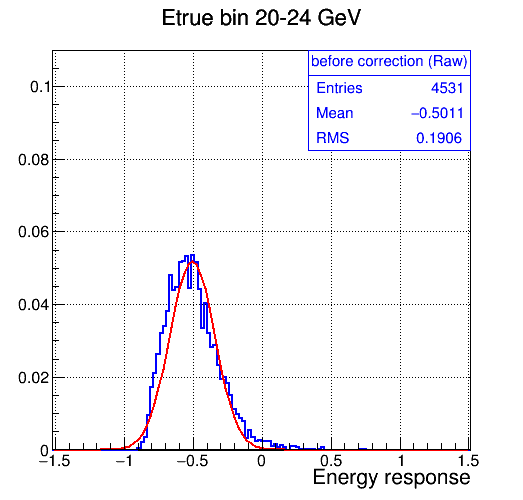 Etrue bin 20-24 GeV
before correction (Raw)
Entries 4531
Mean −0.5011
RMS 0.1906
0.1
0.08
0.06
0.04
0.02
0
−1.5 −1 −0.5 0 0.5 1 1.5
Energy response